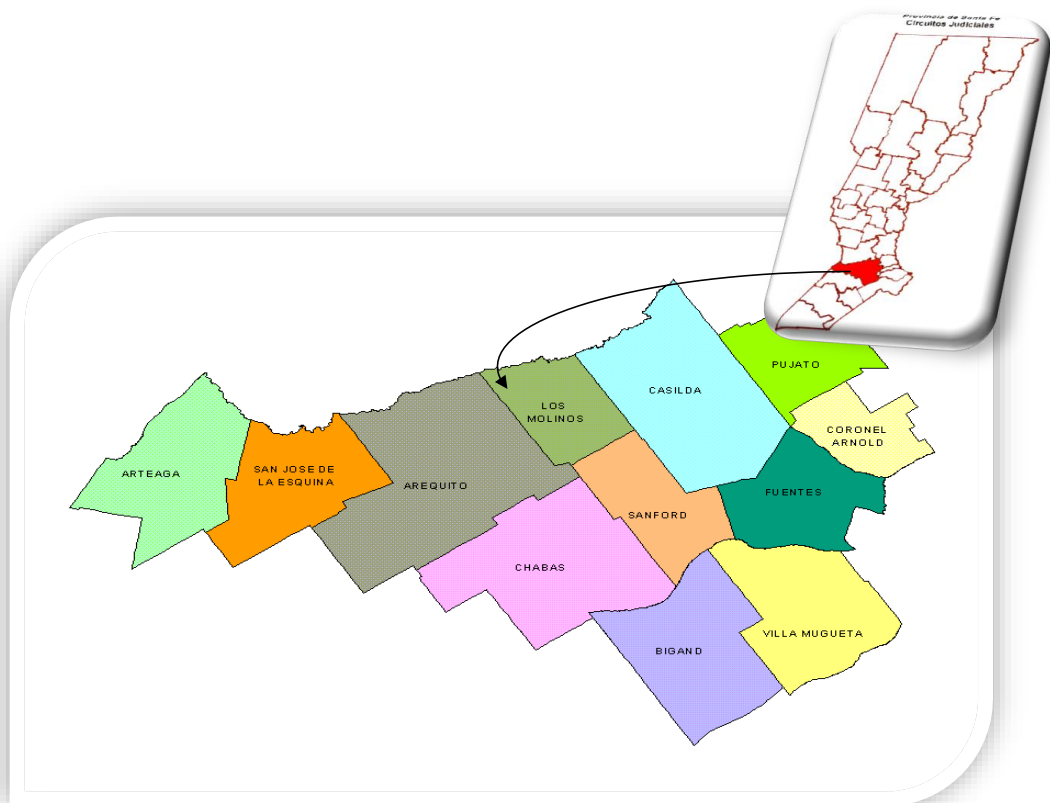 Provincia de Santa Fe
Circuitos Judiciales
PUJATO
CASILDA
LOS
MOLINOS
CORONEL
ARNOLD
SAN JOSE DE
LA ESQUINA
ARTEAGA
AREQUITO
FUENTES
SANFORD
CHABAS
VILLA MUGUETA
BIGAND